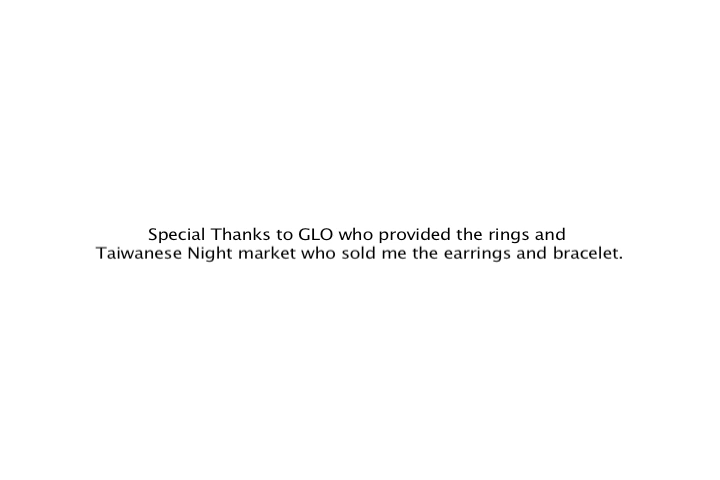 Special Thanks to GLO who provided the rings and
Taiwanese Night market who sold me the earrings and bracelet.